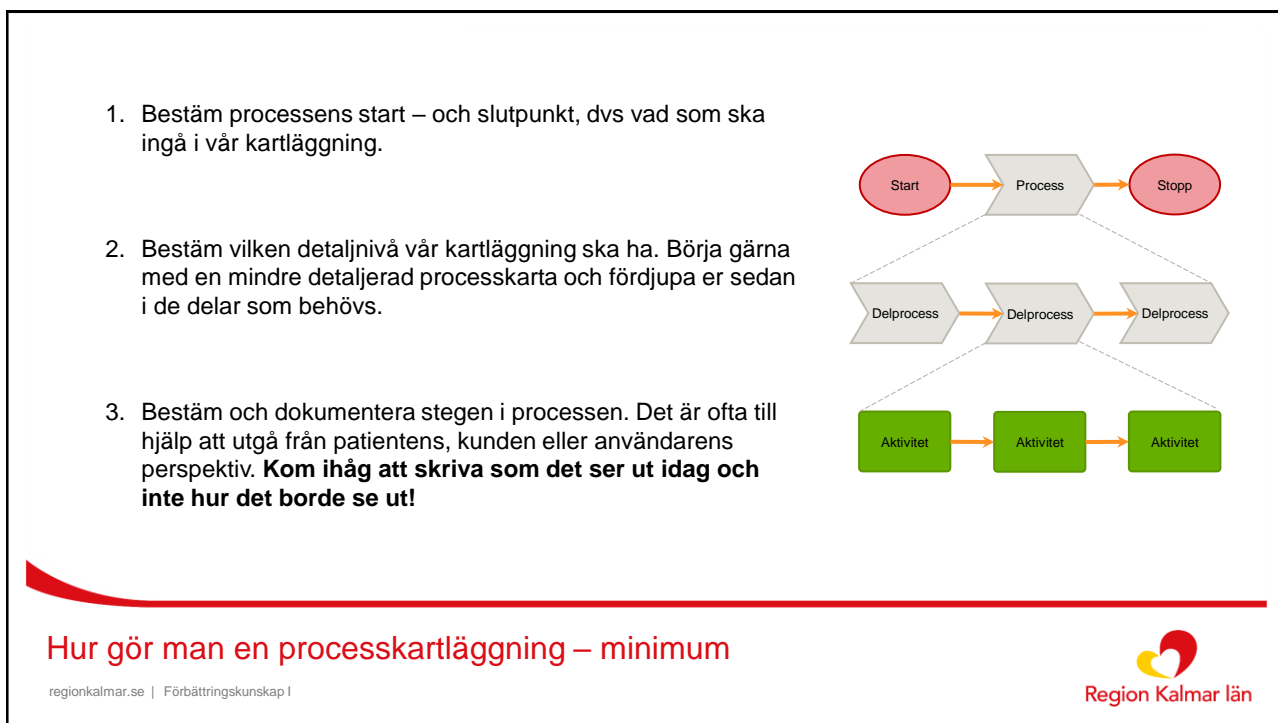 1. Bestäm processens start – och slutpunkt, dvs vad som ska
ingå i vår kartläggning.
2. Bestäm vilken detaljnivå vår kartläggning ska ha. Börja gärna
med en mindre detaljerad processkarta och fördjupa er sedan
i de delar som behövs.
3. Bestäm och dokumentera stegen i processen. Det är ofta till
hjälp att utgå från patientens, kunden eller användarens
perspektiv. Kom ihåg att skriva som det ser ut idag och
inte hur det borde se ut!
Start Process Stopp
Delprocess Delprocess Delprocess
Aktivitet Aktivitet Aktivitet
Hur gör man en processkartläggning – minimum
regionkalmar.se | Förbättringskunskap I
Region Kalmar län